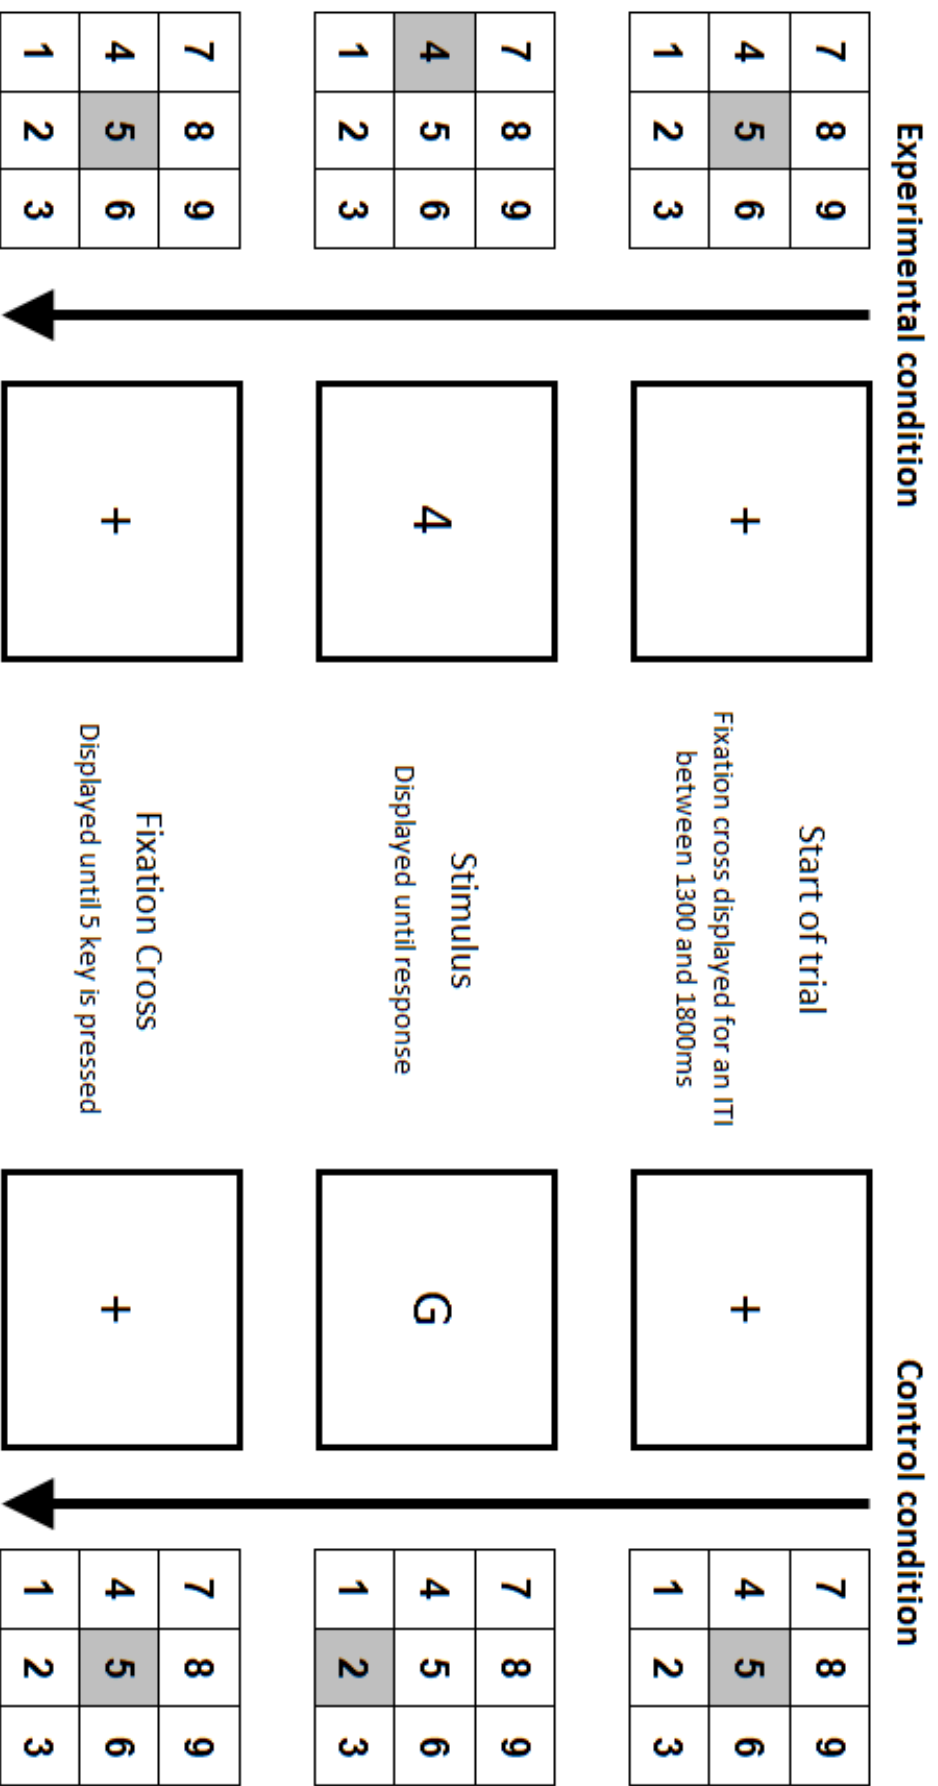 Experimental condition
Control condition
7 8 9
4 5 6
1 2 3
+
Start of trial
Fixation cross displayed for an ITI
between 1300 and 1800ms
+
7 8 9
4 5 6
1 2 3
7 8 9
4 5 6
1 2 3
4
Stimulus
Displayed until response
G
7 8 9
4 5 6
1 2 3
7 8 9
4 5 6
1 2 3
+
Fixation Cross
Displayed until 5 key is pressed
+
7 8 9
4 5 6
1 2 3